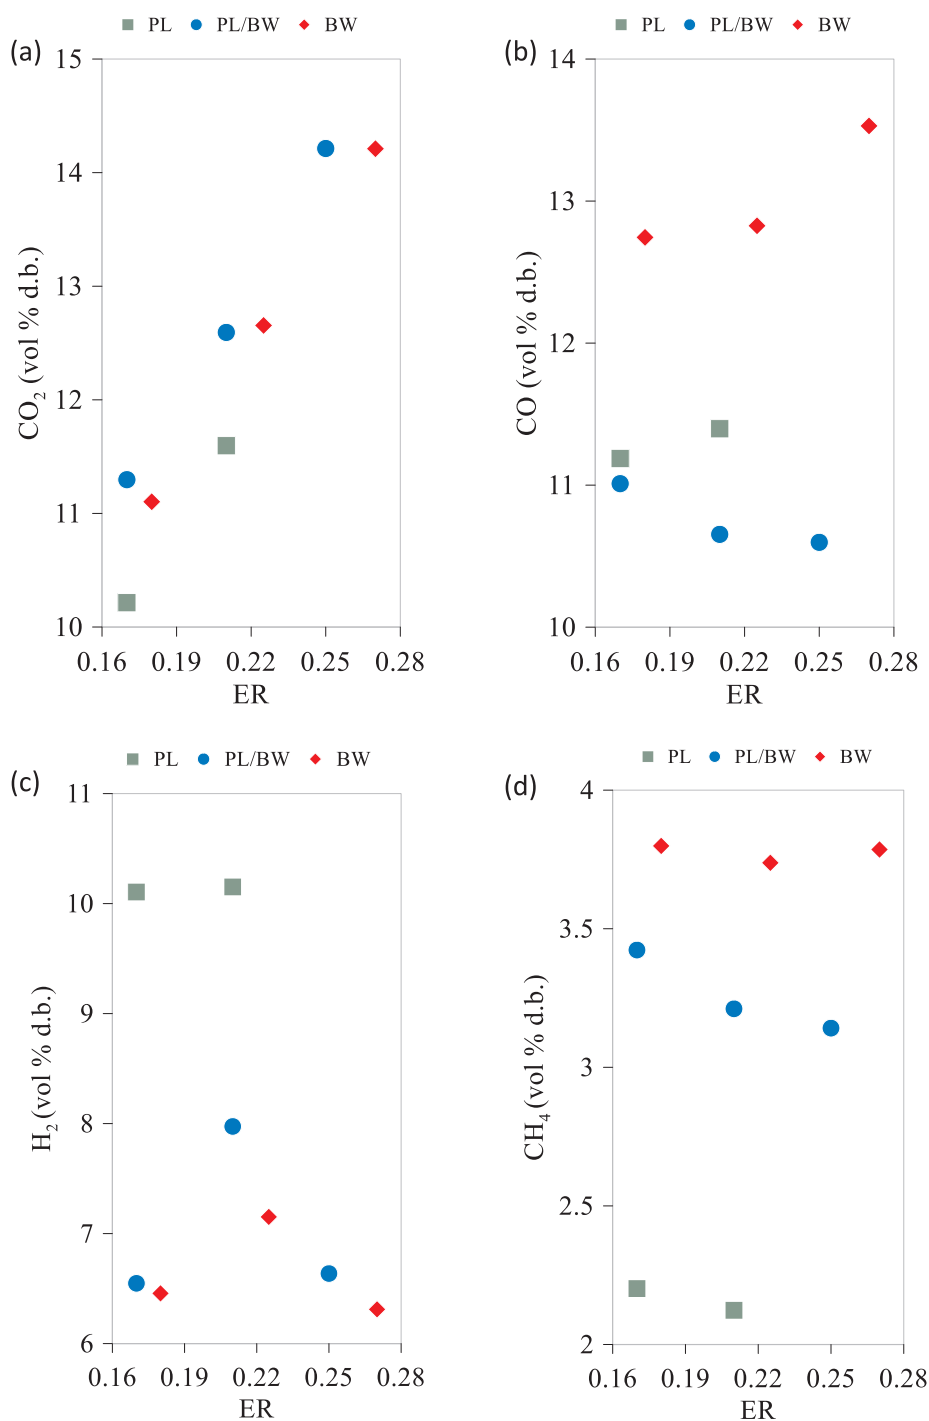 PL PL/BW BW
(a)
15
14
13
12
11
10
CO₂ (vol % d.b.)
0.16 0.19 0.22 0.25 0.28
ER
PL PL/BW BW
(b)
14
13
12
11
10
CO (vol % d.b.)
0.16 0.19 0.22 0.25 0.28
ER
PL PL/BW BW
(c)
11
10
9
8
7
6
H₂ (vol % d.b.)
0.16 0.19 0.22 0.25 0.28
ER
PL PL/BW BW
(d)
4
3.5
3
2.5
2
CH₄ (vol % d.b.)
0.16 0.19 0.22 0.25 0.28
ER